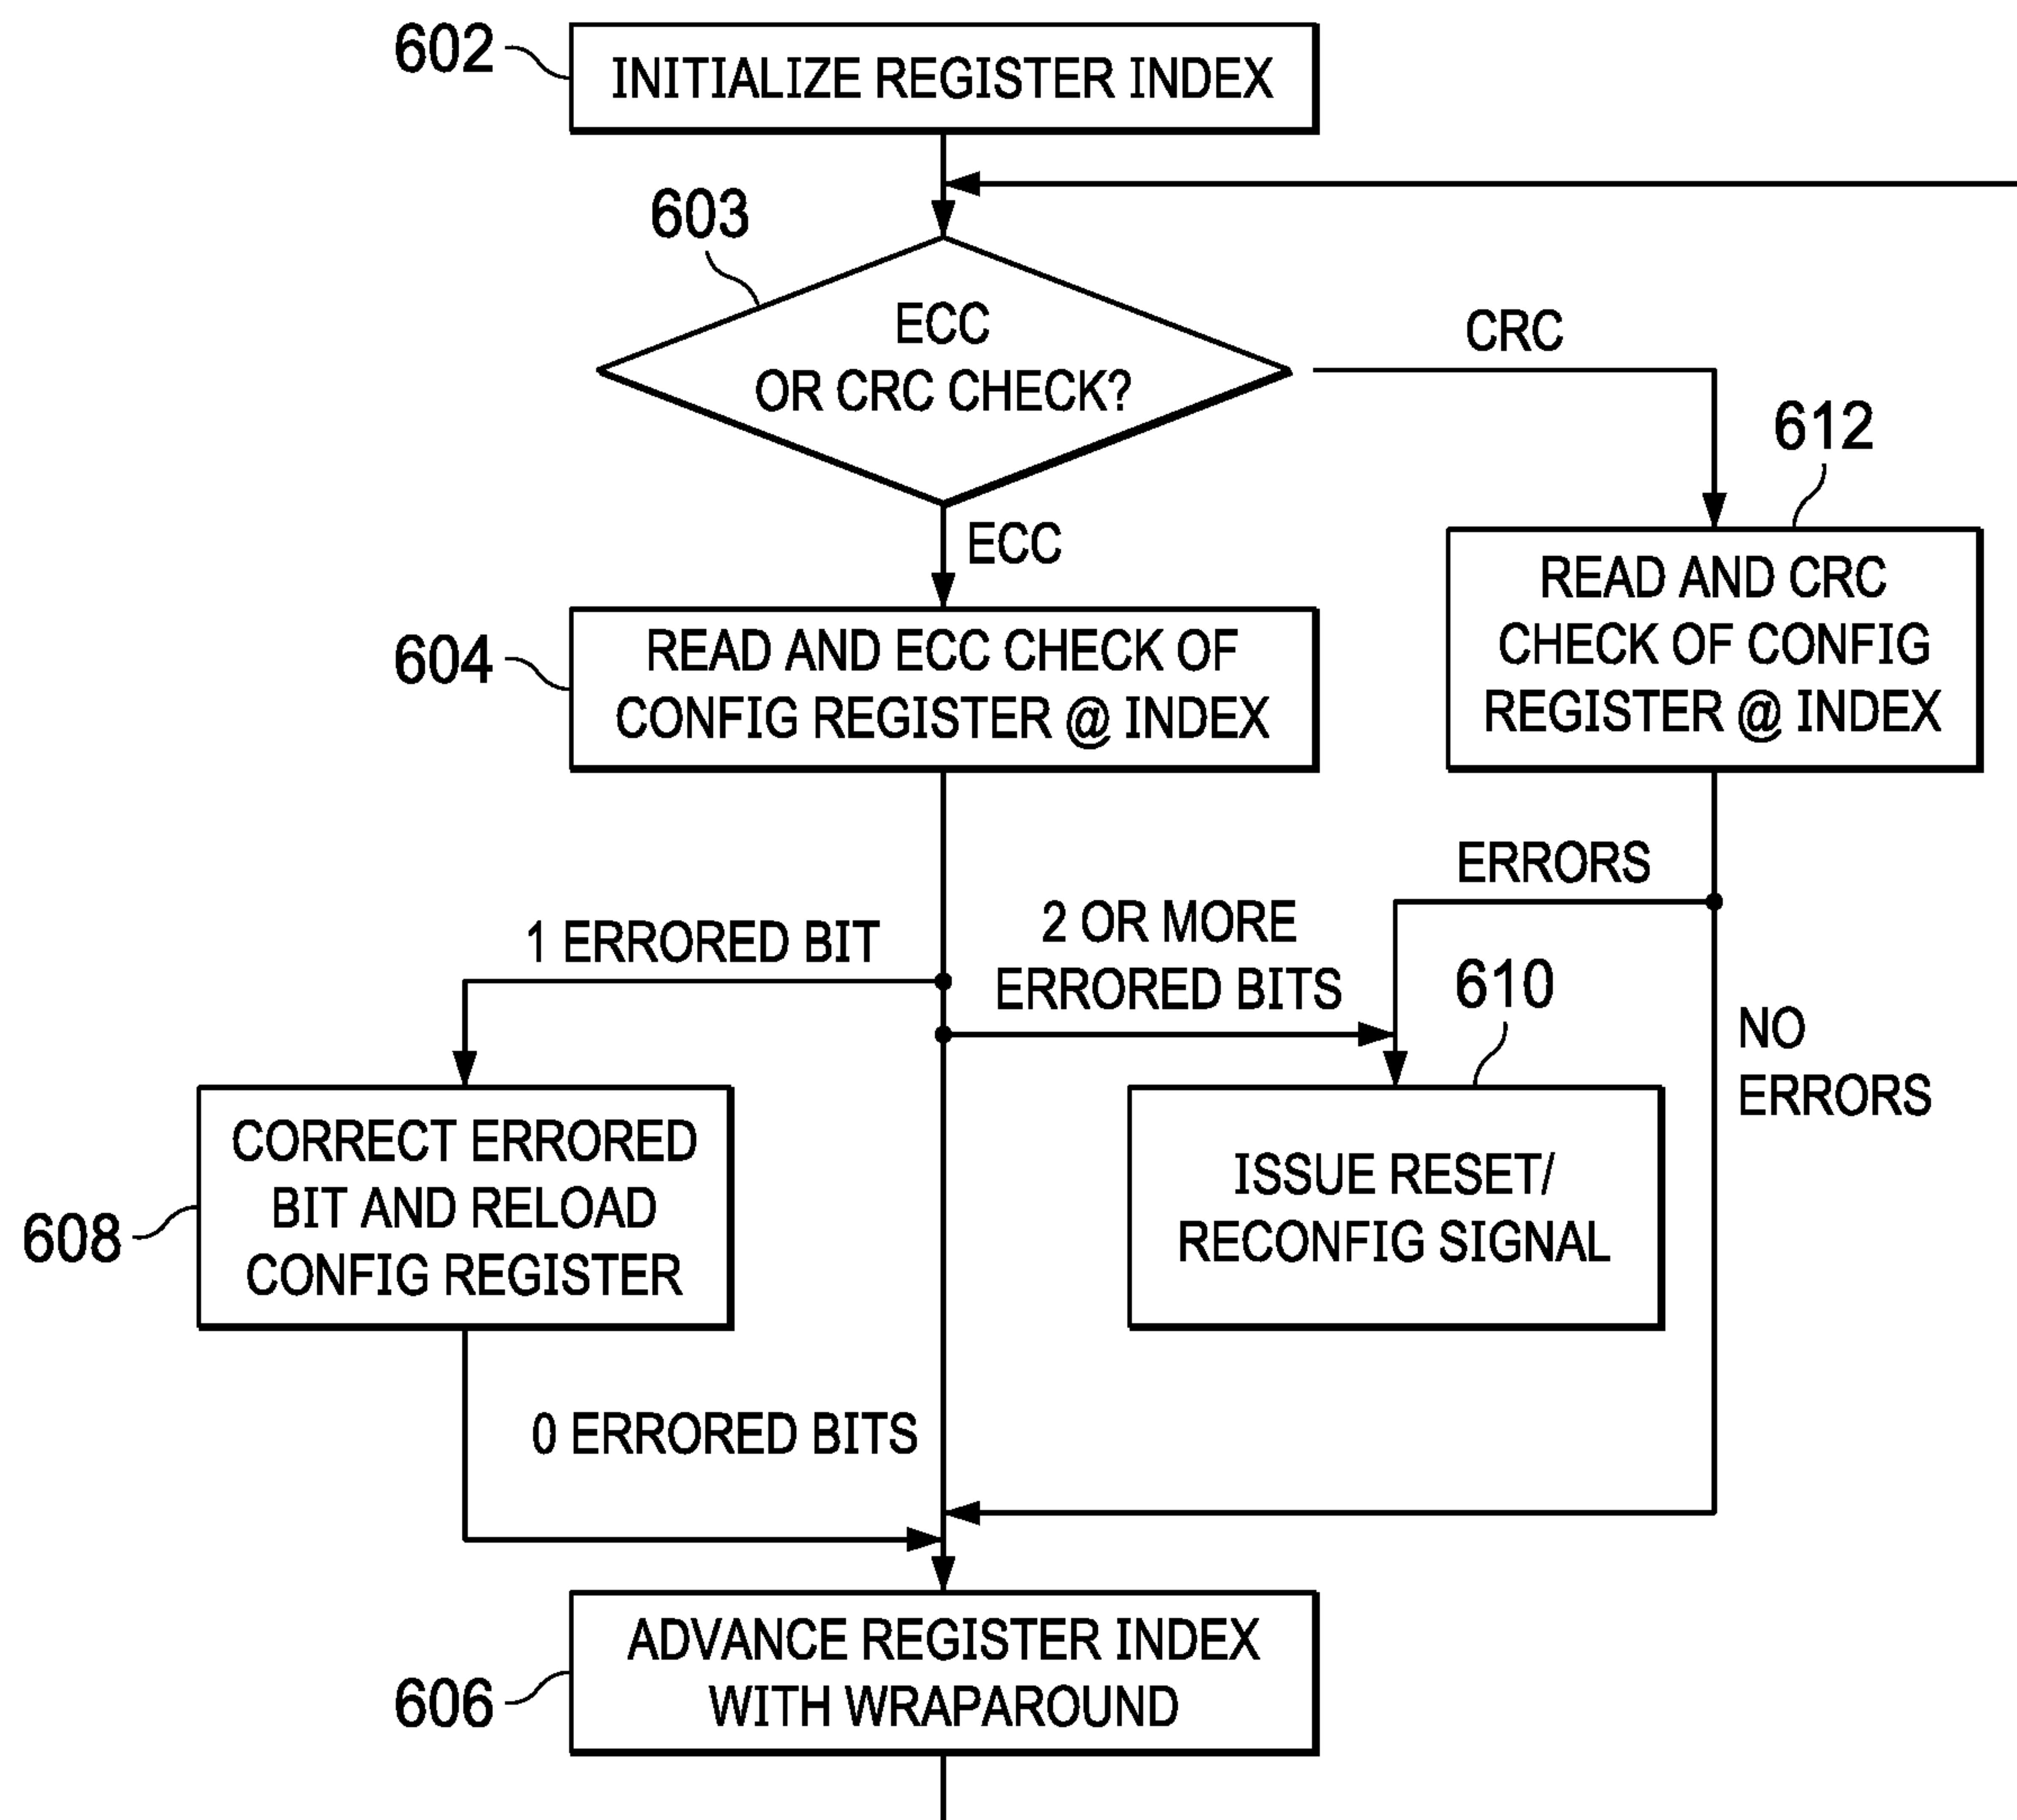 602
INITIALIZE REGISTER INDEX
603
ECC
OR CRC CHECK?
CRC
612
ECC
604
READ AND ECC CHECK OF
CONFIG REGISTER @ INDEX
READ AND CRC
CHECK OF CONFIG
REGISTER @ INDEX
ERRORS
1 ERRORED BIT
2 OR MORE
ERRORED BITS
610
NO
ERRORS
608
CORRECT ERRORED
BIT AND RELOAD
CONFIG REGISTER
ISSUE RESET/
RECONFIG SIGNAL
0 ERRORED BITS
606
ADVANCE REGISTER INDEX
WITH WRAPAROUND